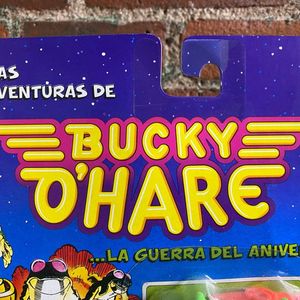 AS
VENTURAS DE
BUCKY
O'HARE
...LA GUERRA DEL ANIVE